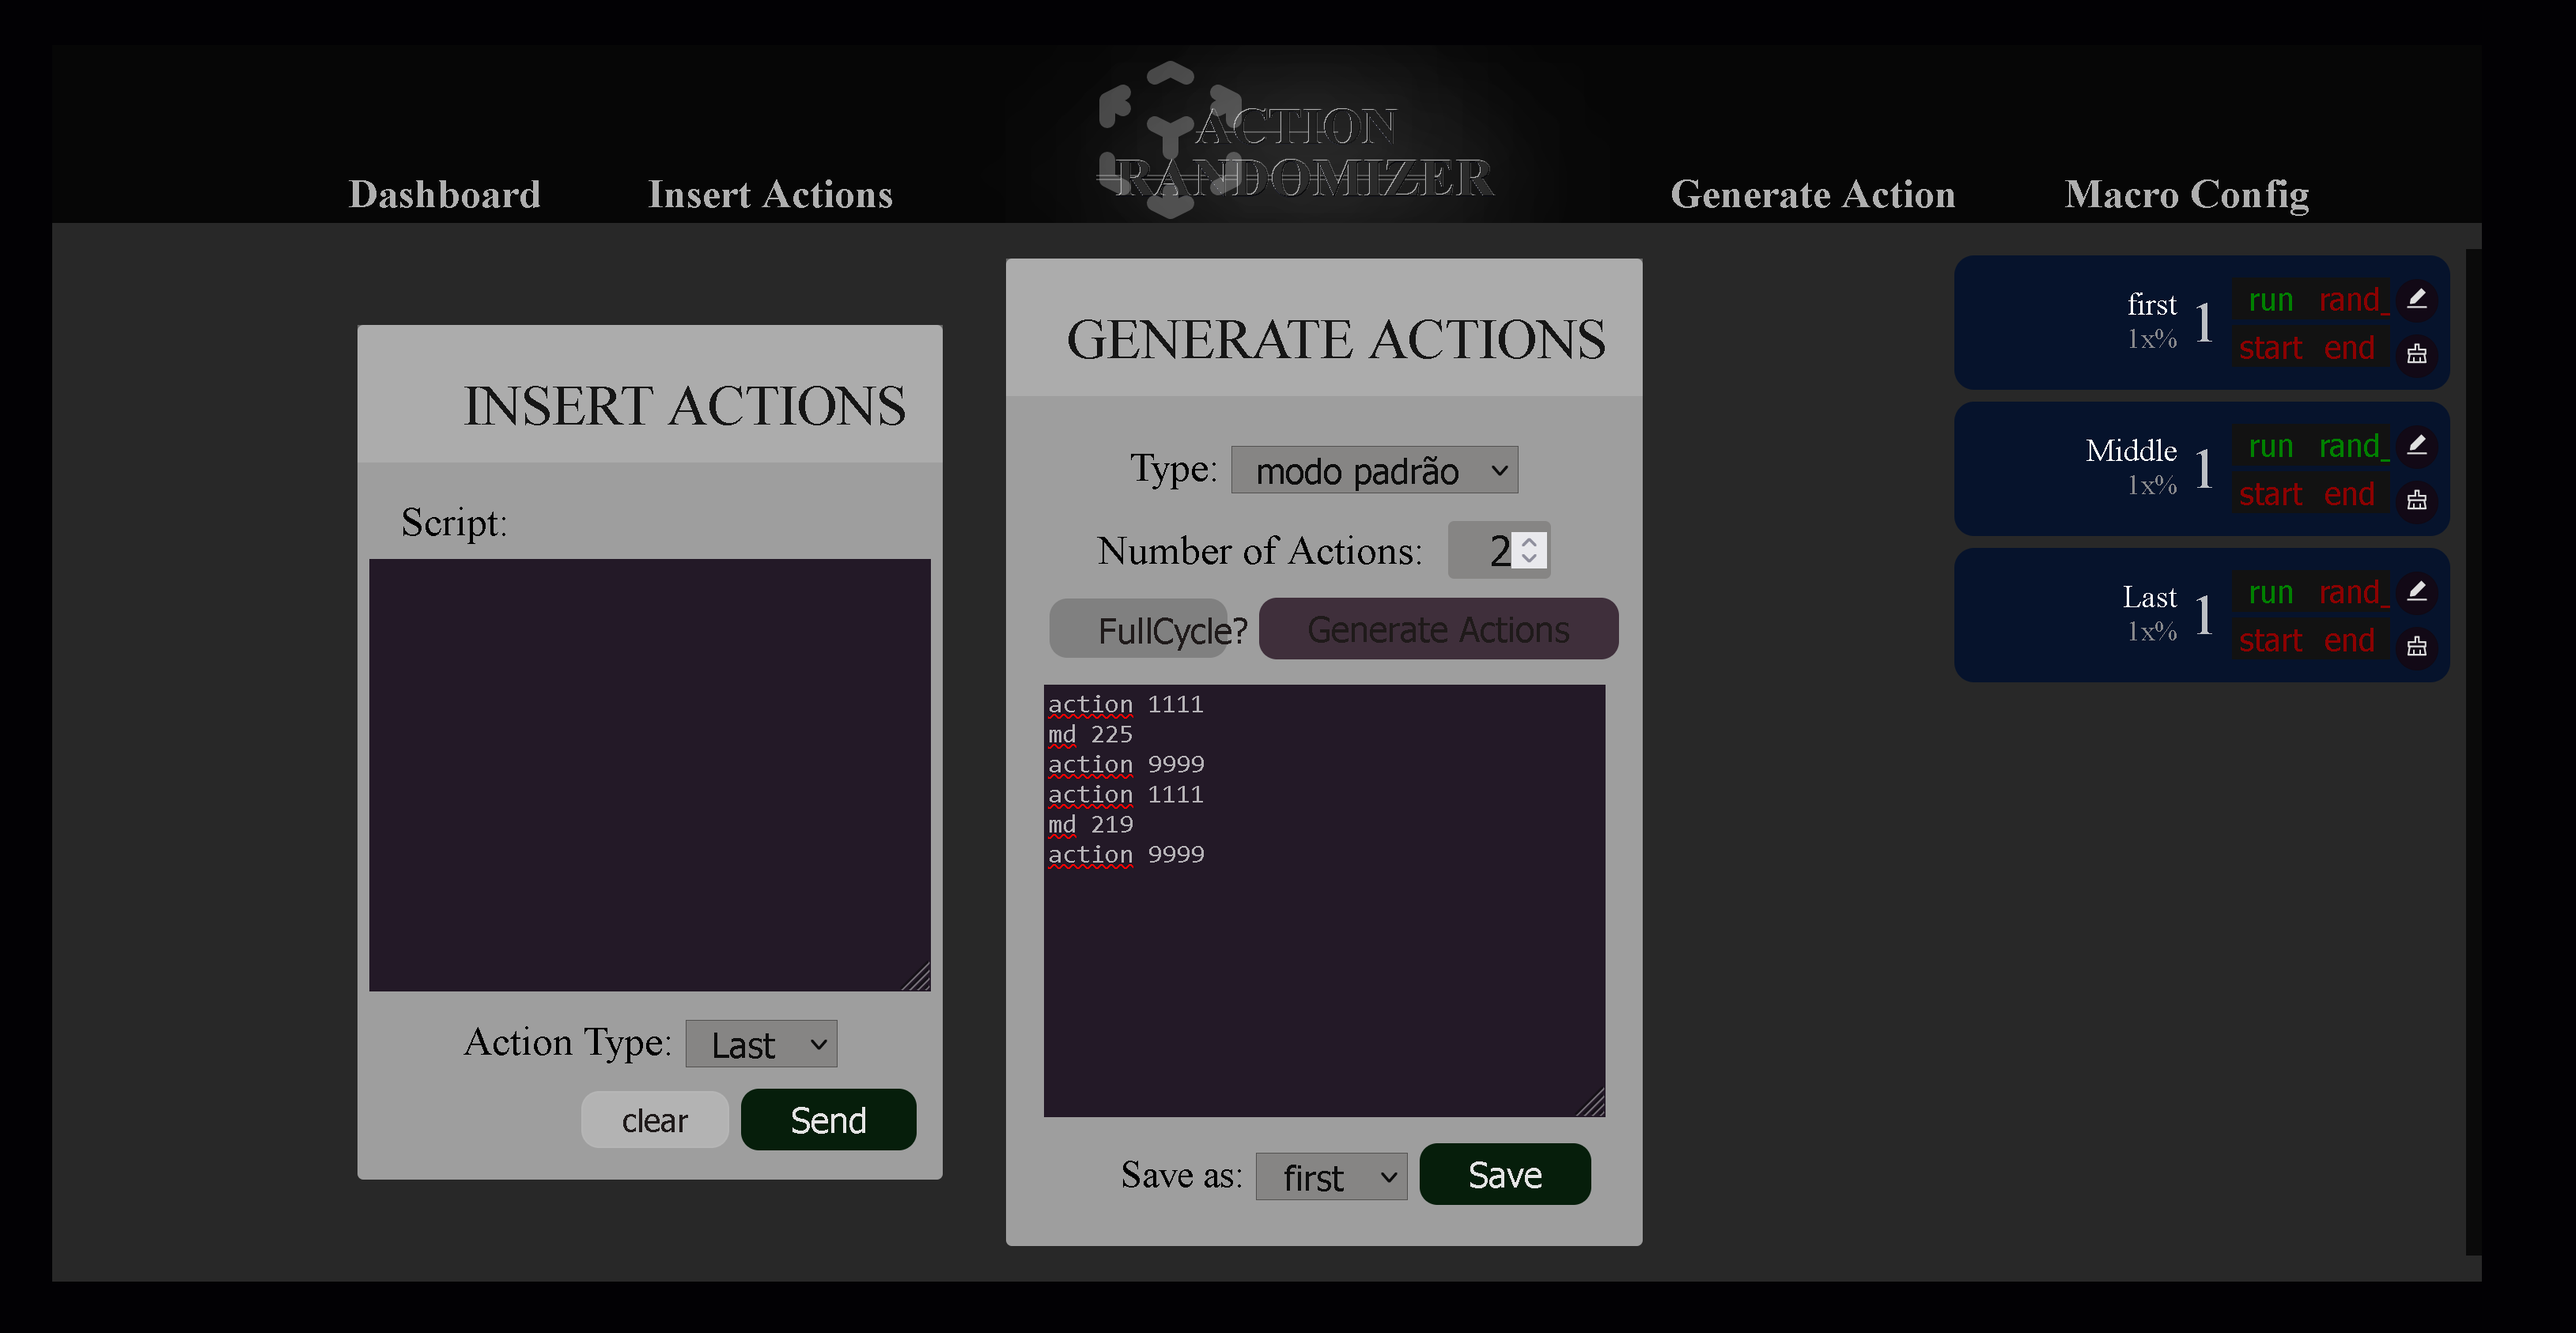 ACTION
RANDOMIZER
Dashboard
Insert Actions
Generate Action
Macro Config
INSERT ACTIONS
Script:
Action Type: Last
clear
Send
GENERATE ACTIONS
Type: modo padrão
Number of Actions: 2
FullCycle?
Generate Actions
action 1111
md 225
action 9999
action 1111
md 219
action 9999
Save as: first
Save
first
1x%
1
run rand_
start end
Middle
1x%
1
run rand_
start end
Last
1x%
1
run rand_
start end